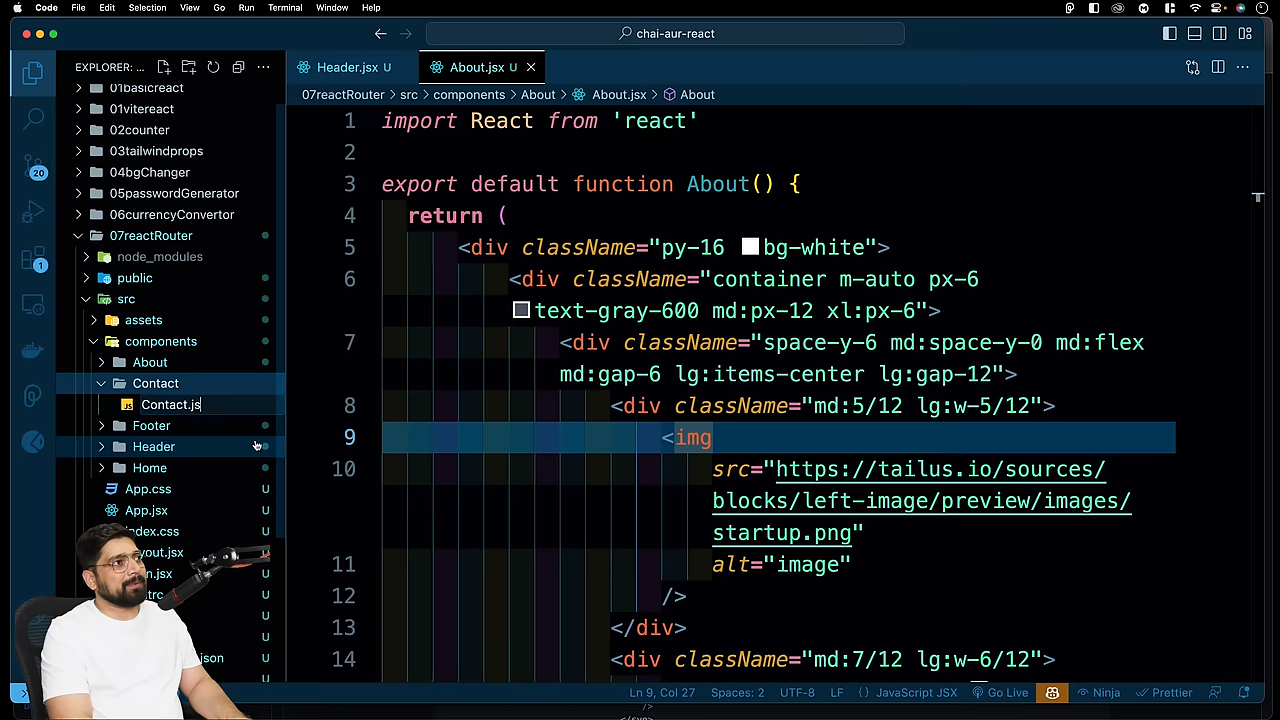 Code File Edit Selection View Go Run Terminal Window Help
chai-aur-react
EXPLORER: ...
Header.jsx U
About.jsx U
07reactRouter > src > components > About > About.jsx > About
01basicreact
01vitereact
02counter
03tailwindprops
04bgChanger
05passwordGenerator
06currencyConvertor
07reactRouter
node_modules
public
src
assets
components
About
Contact
Contact.js
Footer
Header
Home
App.css U
App.jsx U
index.css U
yout.jsx U
n.jsx U
U
U
json U
20
1
1 import React from 'react'
2
3 export default function About() {
4 return (
5 <div className="py-16 bg-white">
6 <div className="container m-auto px-6
text-gray-600 md:px-12 xl:px-6">
7 <div className="space-y-6 md:space-y-0 md:flex
md:gap-6 lg:items-center lg:gap-12">
8 <div className="md:5/12 lg:w-5/12">
9 <img
10 src="https://tailus.io/sources/
blocks/left-image/preview/images/
startup.png"
11 alt="image"
12 />
13 </div>
14 <div className="md:7/12 lg:w-6/12">
Ln 9, Col 27 Spaces: 2 UTF-8 LF { } JavaScript JSX Go Live Ninja Prettier